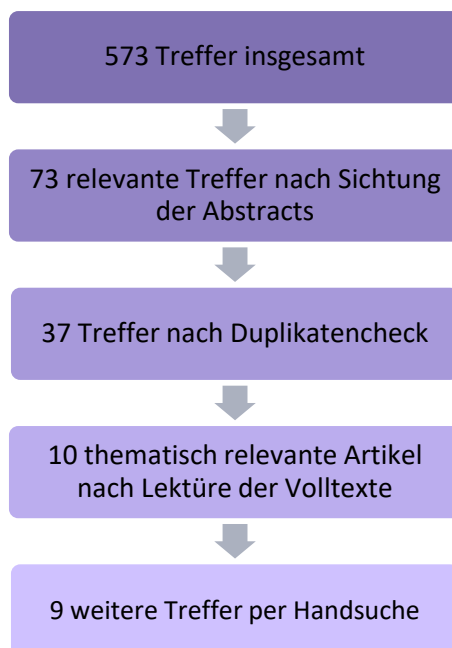 573 Treffer insgesamt
73 relevante Treffer nach Sichtung
der Abstracts
37 Treffer nach Duplikatencheck
10 thematisch relevante Artikel
nach Lektüre der Volltexte
9 weitere Treffer per Handsuche